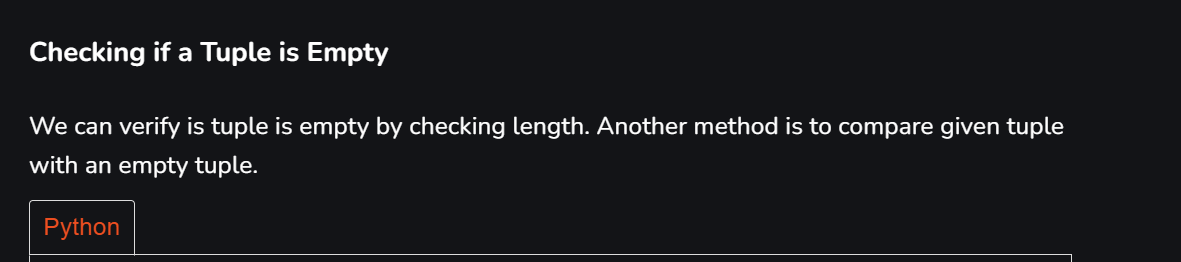 Checking if a Tuple is Empty
We can verify is tuple is empty by checking length. Another method is to compare given tuple
with an empty tuple.
Python